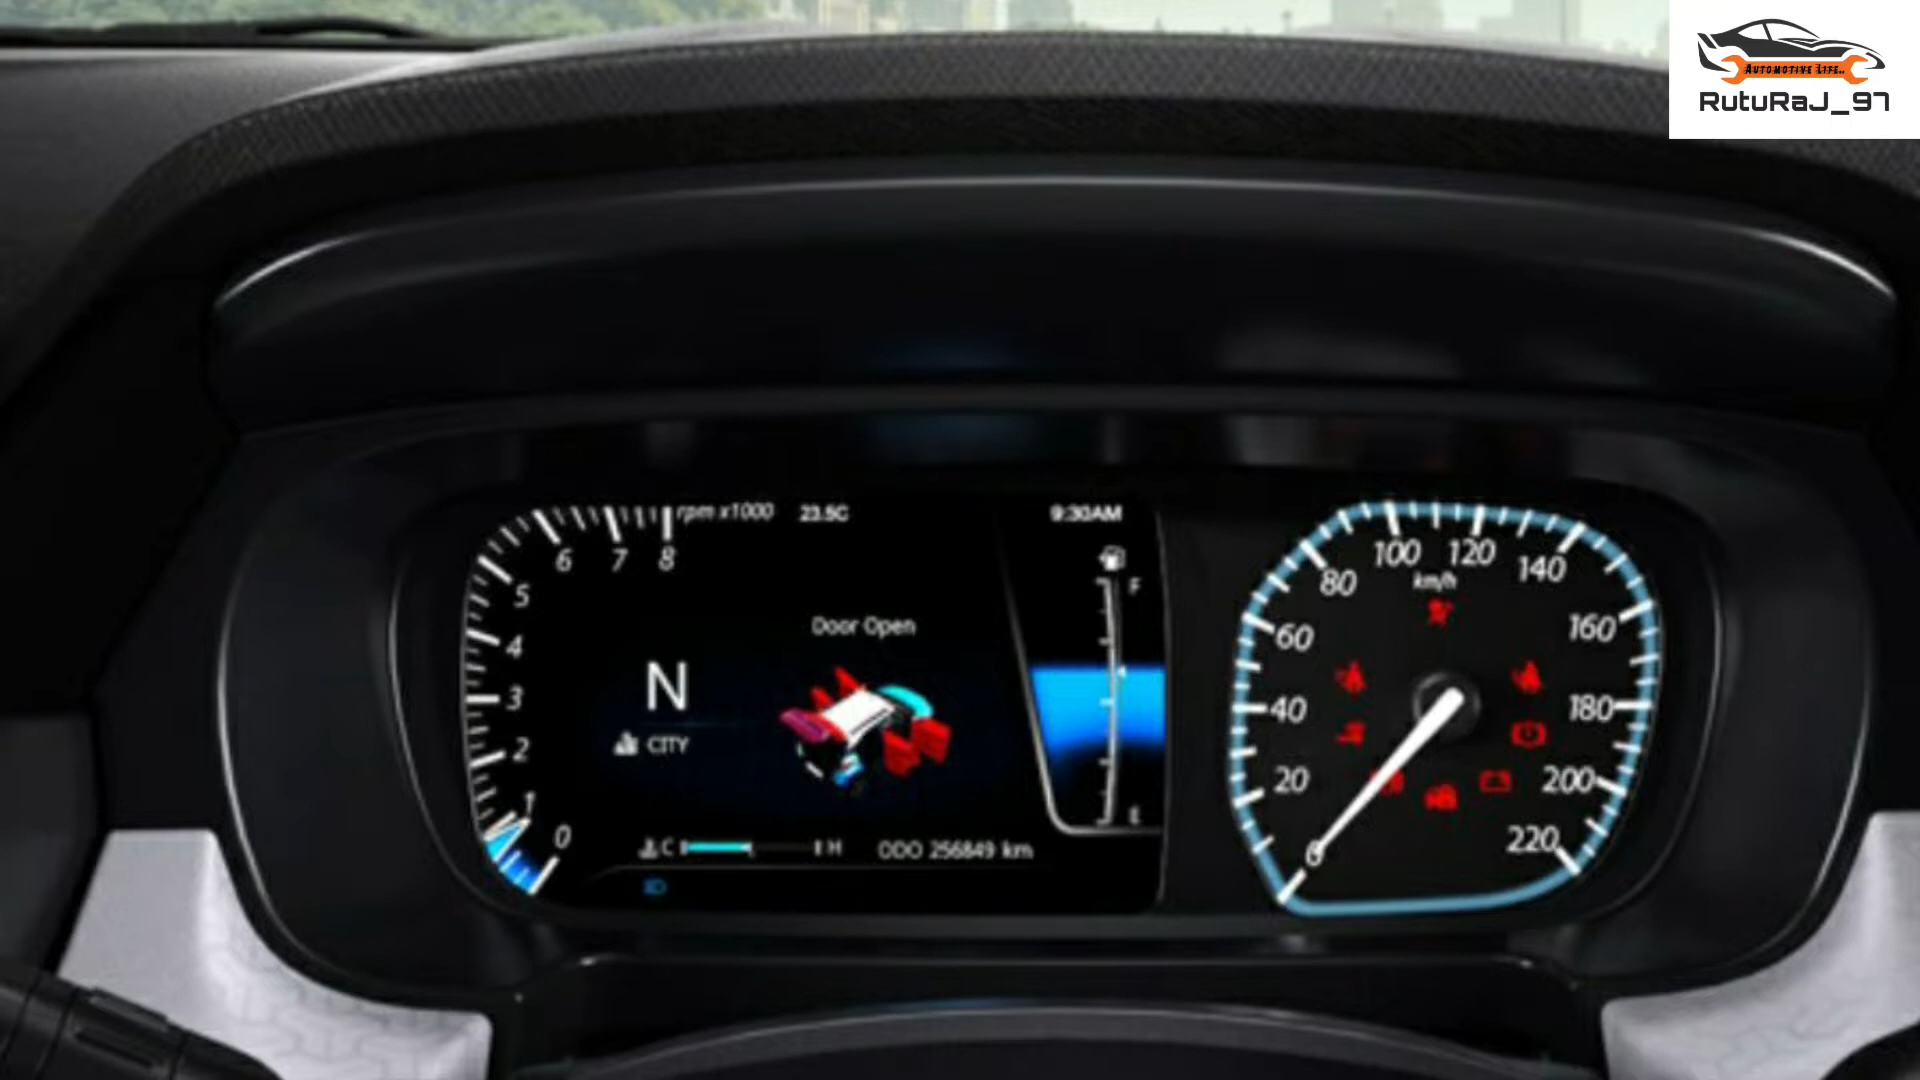 AUTOMOTIVE LIFE..
RutuRaJ_97
rpm x1000
23.5C
9:30AM
6 7 8
5
4
3
2
1
0
Door Open
N
CITY
F
E
C H
ODO 256849 km
100 120
80 140
km/h
60 160
40 180
20 200
0 220